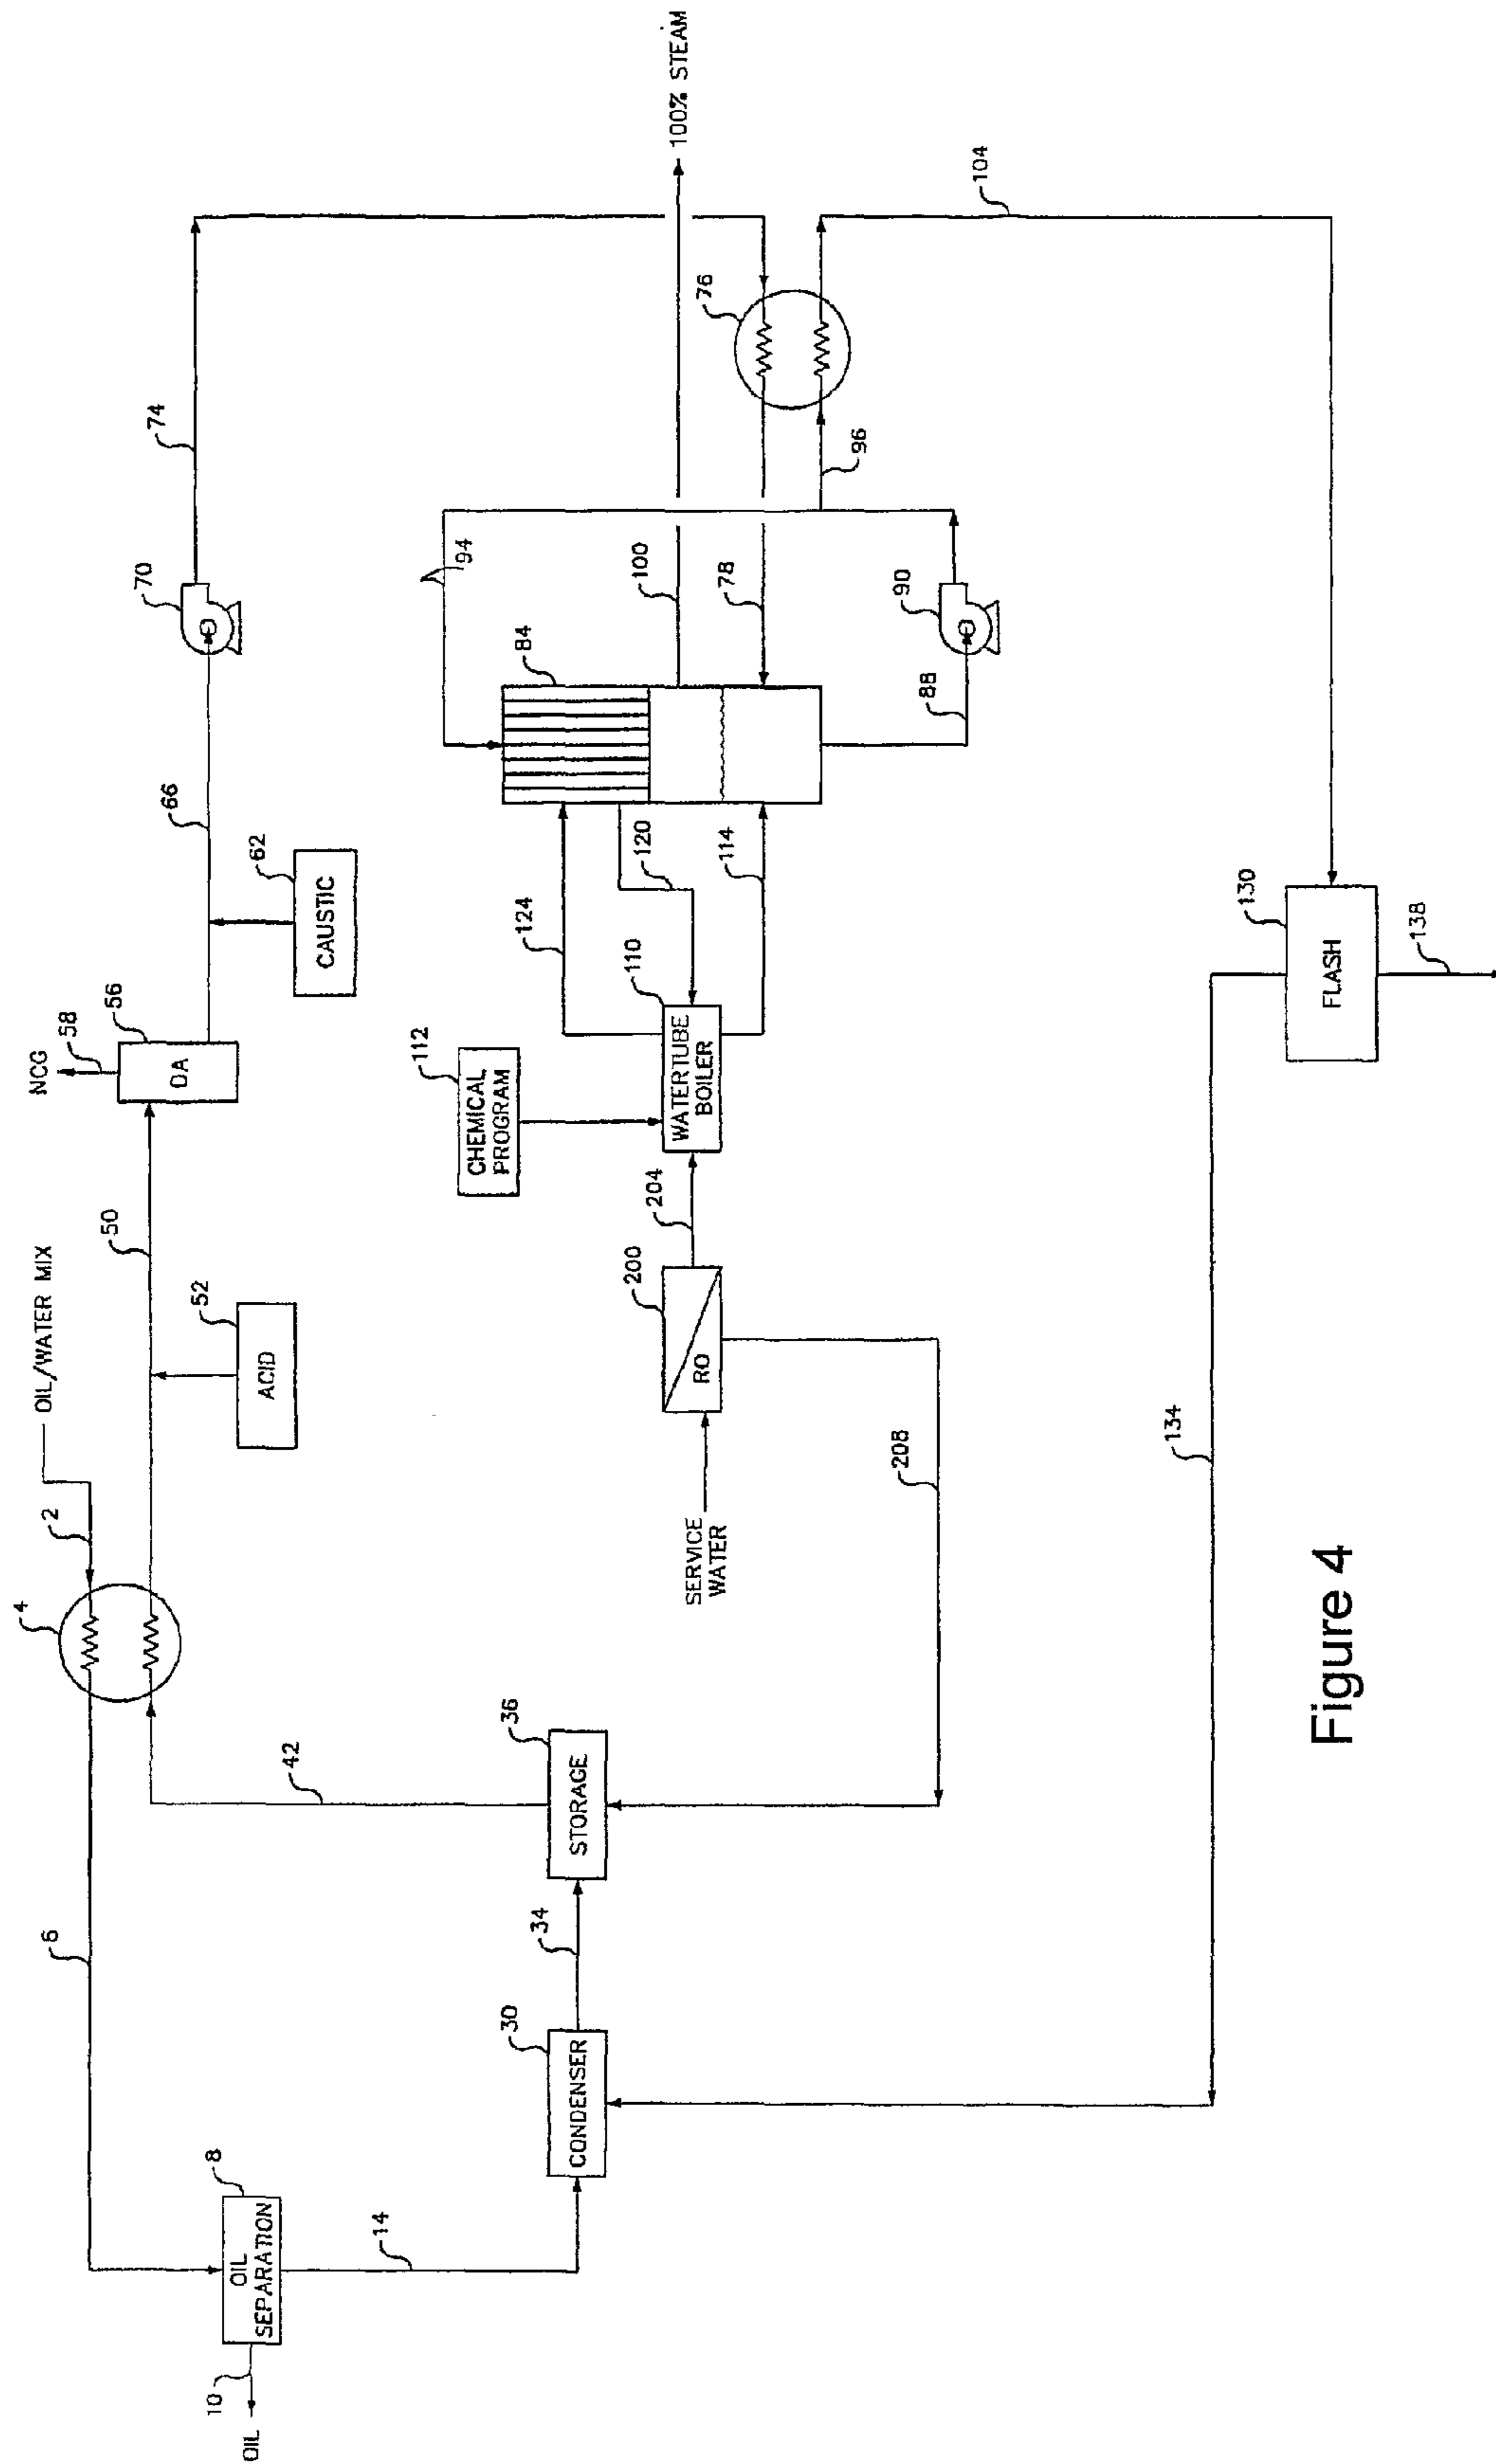 OIL/WATER MIX
2
4
6
OIL
SEPARATION
8
10
OIL
14
CONDENSER
30
34
STORAGE
36
42
50
ACID
52
NCG
58
DA
56
CAUSTIC
62
66
70
74
SERVICE
WATER
RO
200
204
208
CHEMICAL
PROGRAM
112
WATERTUBE
BOILER
110
124
120
114
84
94
100
100% STEAM
78
76
88
90
96
104
FLASH
130
134
138
Figure 4